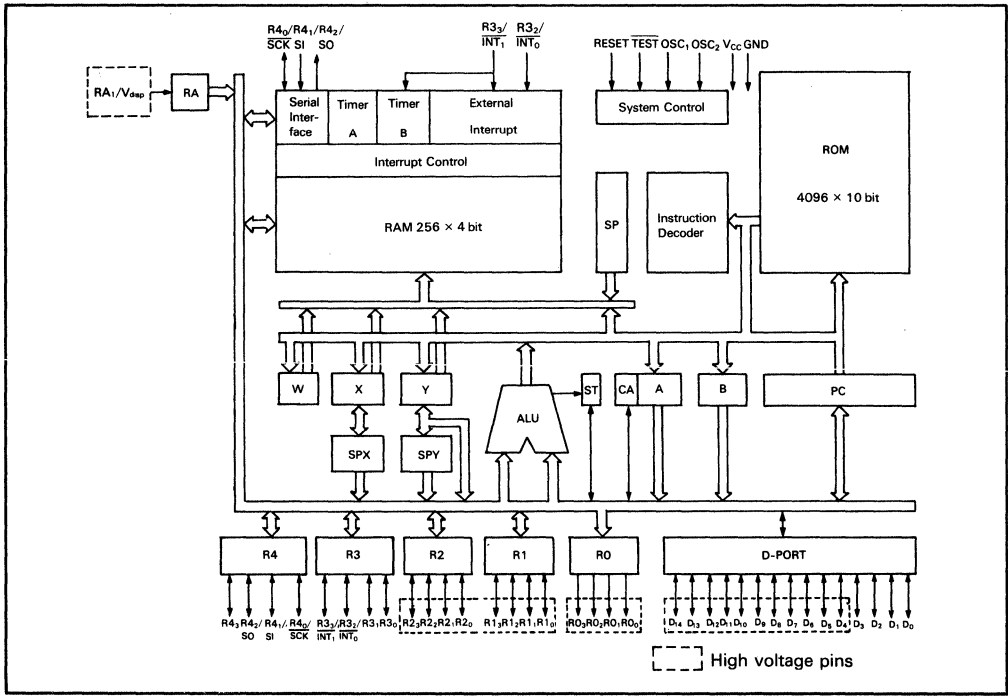 R4₀/R4₁/R4₂/
SCK SI SO
R3₃/ R3₂/
INT₁ INT₀
RESET TEST OSC₁ OSC₂ Vcc GND
RA₁/Vdisp
RA
Serial
Inter-
face
Timer
A
Timer
B
External
Interrupt
System Control
ROM
4096 × 10 bit
Interrupt Control
RAM 256 × 4 bit
SP
Instruction
Decoder
W
X
Y
ALU
ST
CA
A
B
PC
SPX
SPY
R4
R3
R2
R1
R0
D-PORT
R4₃ R4₂/ R4₁/ R4₀/ R3₃/ R3₂/ R3₁ R3₀ R2₃ R2₂ R2₁ R2₀ R1₃ R1₂ R1₁ R1₀ R0₃ R0₂ R0₁ R0₀ D₁₄ D₁₃ D₁₂ D₁₁ D₁₀ D₉ D₈ D₇ D₆ D₅ D₄ D₃ D₂ D₁ D₀
SO SI SCK INT₁ INT₀
High voltage pins